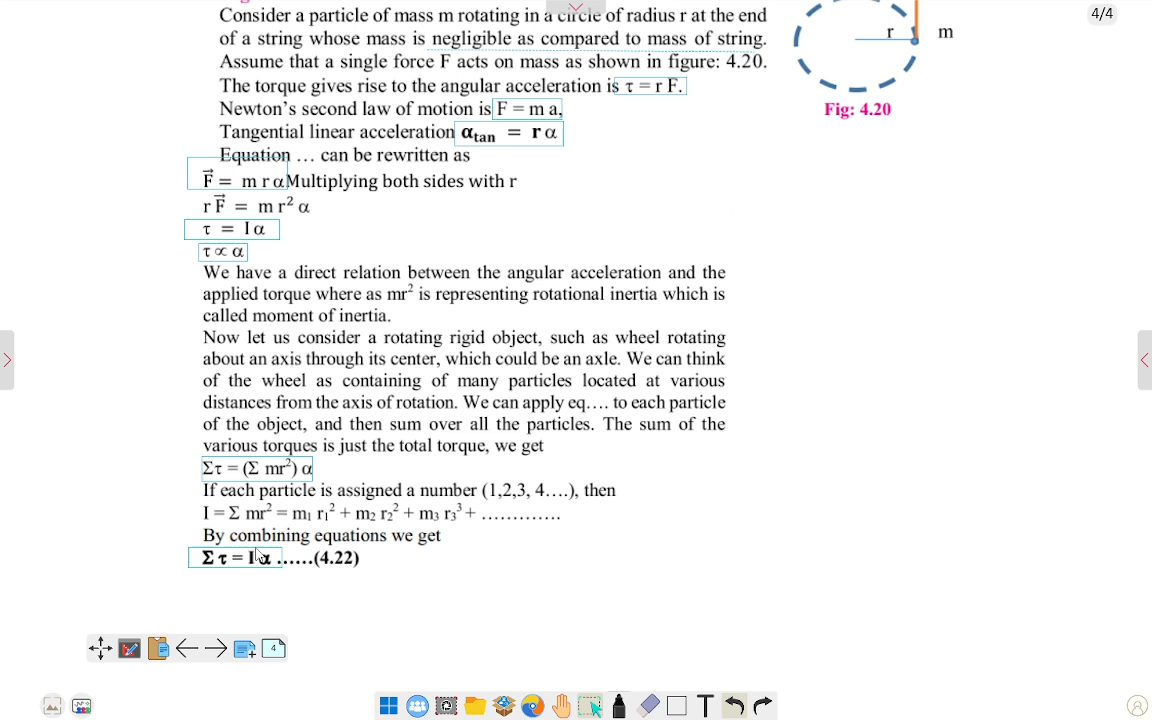 Consider a particle of mass m rotating in a circle of radius r at the end
of a string whose mass is negligible as compared to mass of string.
Assume that a single force F acts on mass as shown in figure: 4.20.
The torque gives rise to the angular acceleration is τ = r F.
Newton's second law of motion is F = m a,
Tangential linear acceleration α_tan = r α
Equation … can be rewritten as
F⃗ = m r α Multiplying both sides with r
r F⃗ = m r² α
τ = I α
τ ∝ α
We have a direct relation between the angular acceleration and the
applied torque where as mr² is representing rotational inertia which is
called moment of inertia.
Now let us consider a rotating rigid object, such as wheel rotating
about an axis through its center, which could be an axle. We can think
of the wheel as containing of many particles located at various
distances from the axis of rotation. We can apply eq…. to each particle
of the object, and then sum over all the particles. The sum of the
various torques is just the total torque, we get
Στ = (Σ mr²) α
If each particle is assigned a number (1,2,3, 4….), then
I = Σ mr² = m₁ r₁² + m₂ r₂² + m₃ r₃³ + ………….
By combining equations we get
Σ τ = I α ……(4.22)
r
m
Fig: 4.20
4/4
4
T